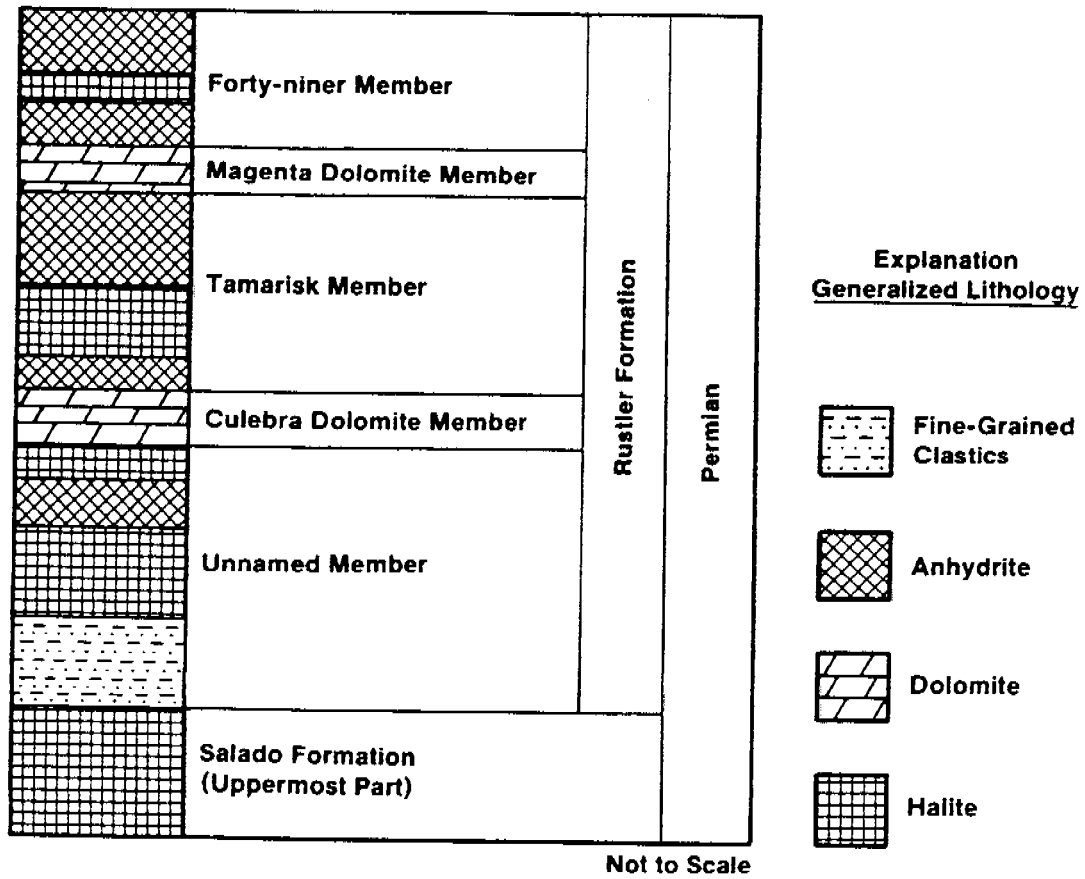 Forty-niner Member
Magenta Dolomite Member
Tamarisk Member
Culebra Dolomite Member
Unnamed Member
Salado Formation
(Uppermost Part)
Rustler Formation
Permian
Not to Scale
Explanation
Generalized Lithology
Fine-Grained
Clastics
Anhydrite
Dolomite
Halite